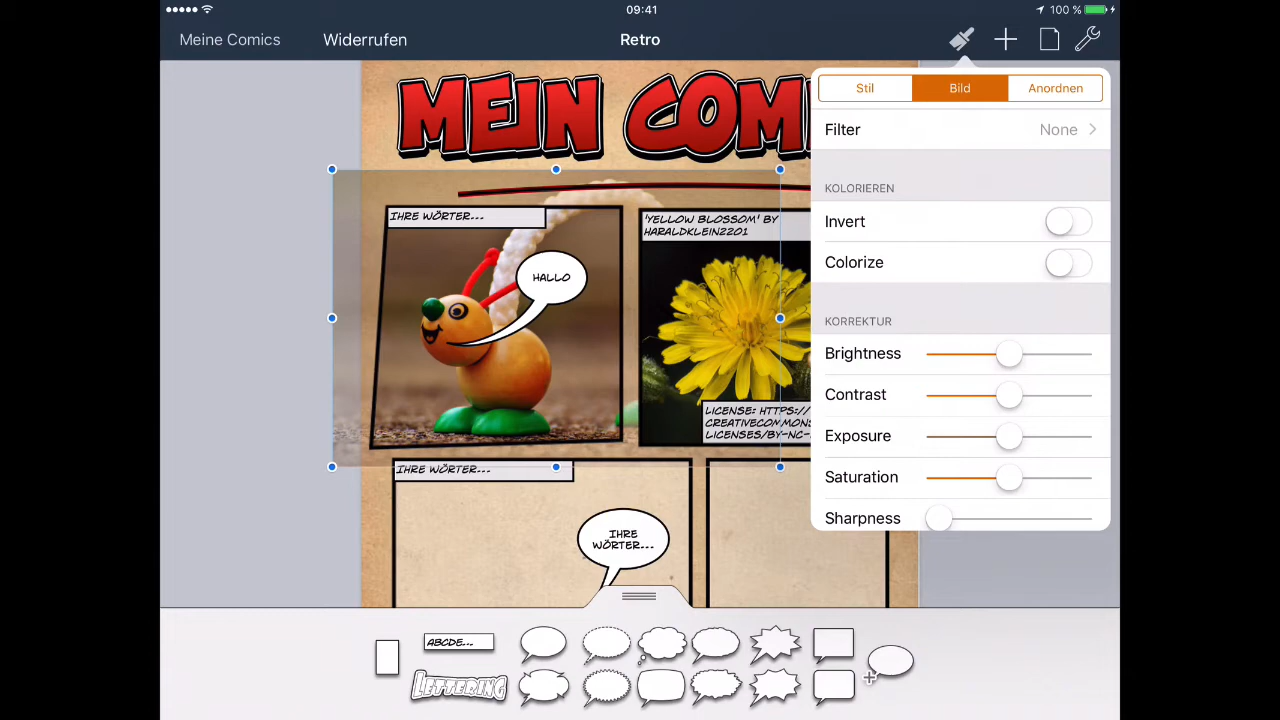 09:41
100 %
Meine Comics
Widerrufen
Retro
MEIN COM
Stil
Bild
Anordnen
Filter
None
KOLORIEREN
Invert
Colorize
KORREKTUR
Brightness
Contrast
Exposure
Saturation
Sharpness
IHRE WÖRTER...
HALLO
'YELLOW BLOSSOM' BY
HARALDKLEIN2201
LICENSE: HTTPS://
CREATIVECOMMONS
LICENSES/BY-NC-
IHRE WÖRTER...
IHRE
WÖRTER...
ABCDE...
LETTERING